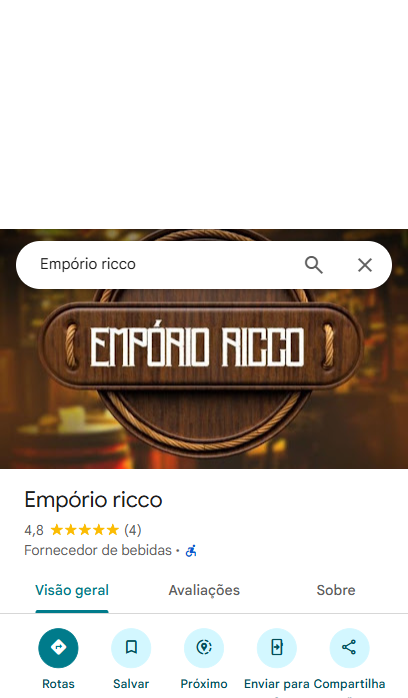 Empório ricco
EMPÓRIO RICCO
Empório ricco
4,8 (4)
Fornecedor de bebidas ·
Visão geral Avaliações Sobre
Rotas Salvar Próximo Enviar para Compartilha